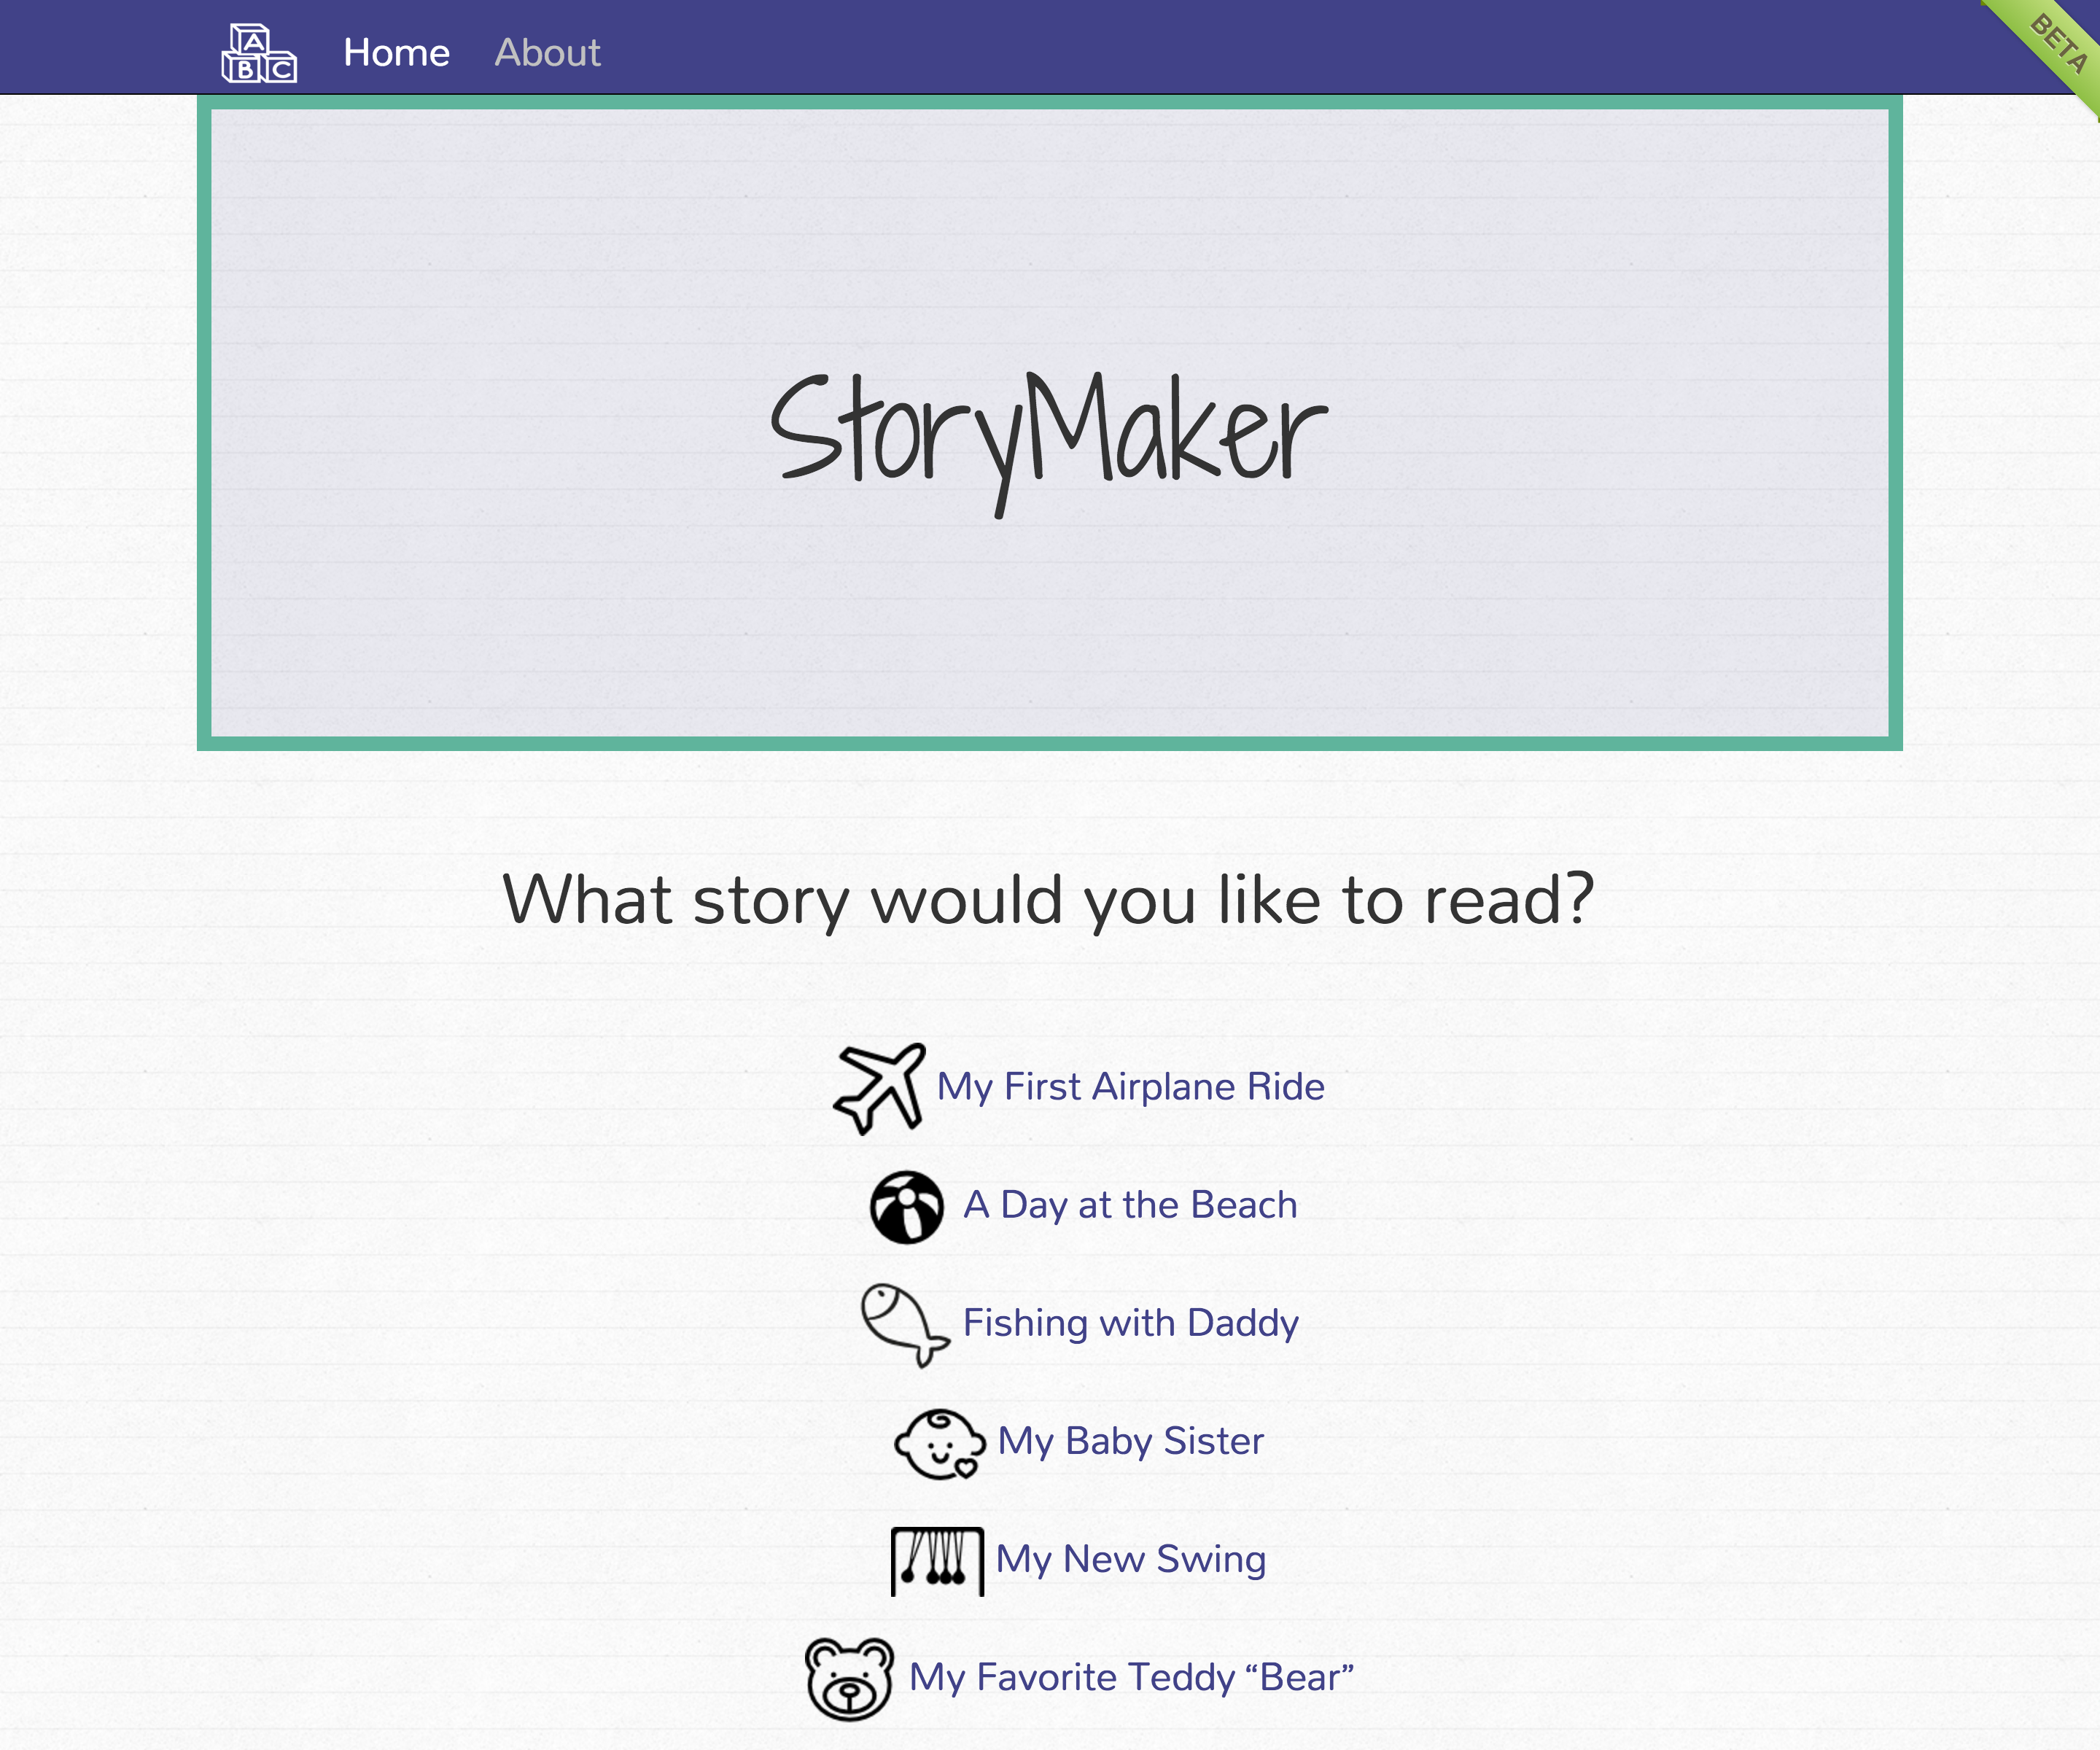 A
B C
Home About
BETA
StoryMaker
What story would you like to read?
My First Airplane Ride
A Day at the Beach
Fishing with Daddy
My Baby Sister
My New Swing
My Favorite Teddy “Bear”